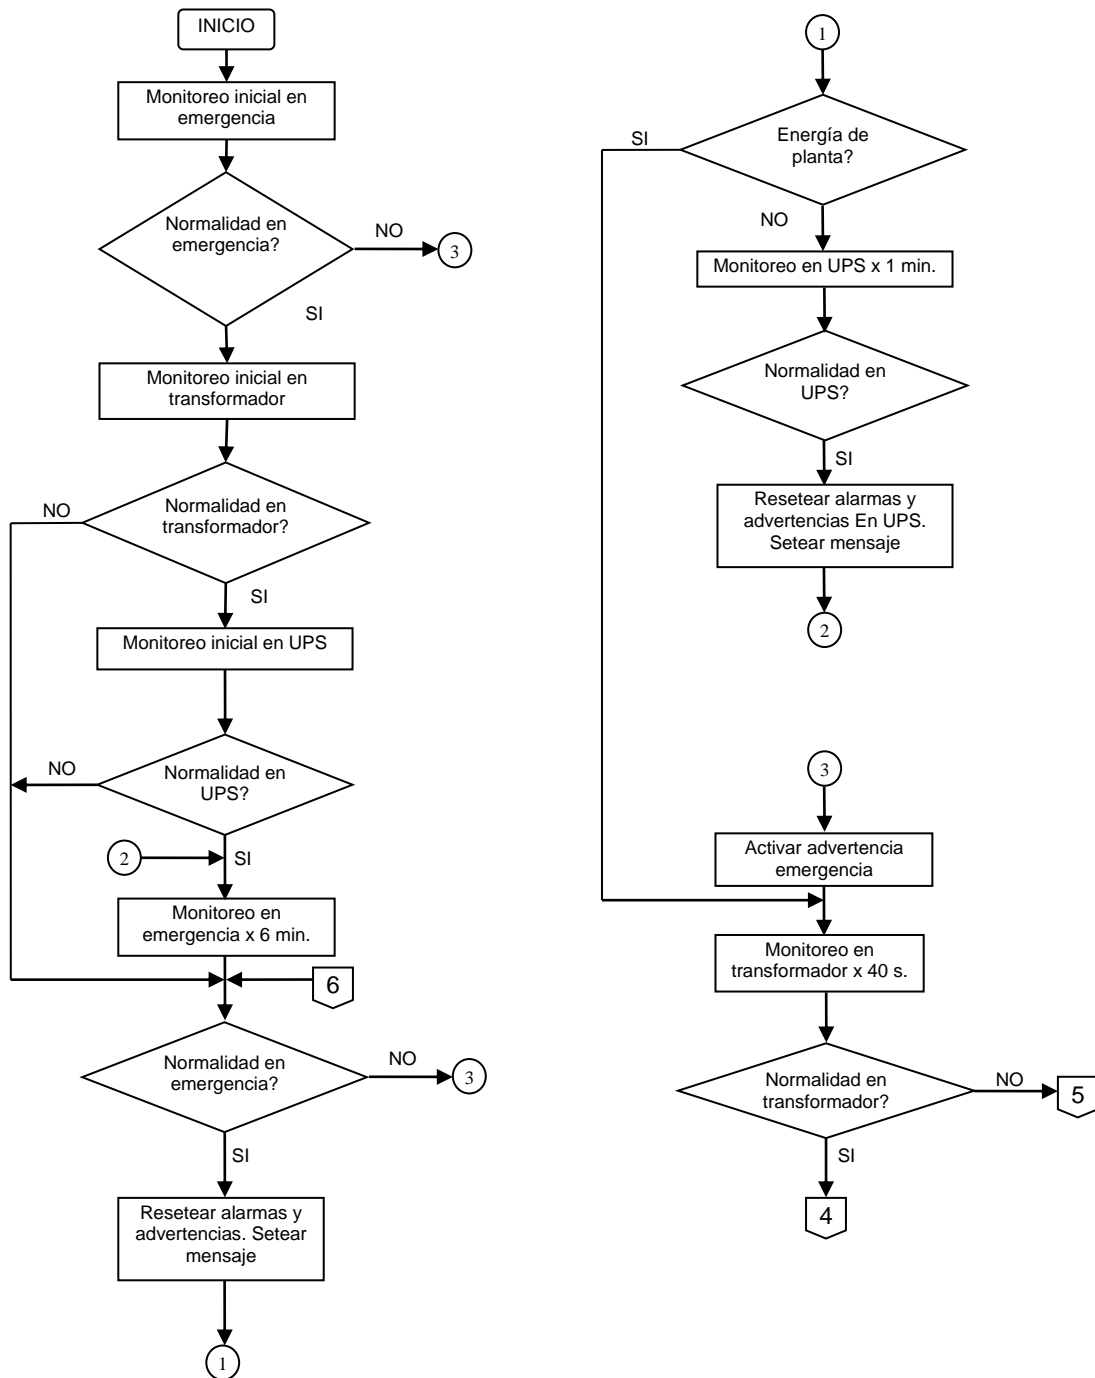 INICIO
Monitoreo inicial en
emergencia
Normalidad en
emergencia?
NO
3
SI
Monitoreo inicial en
transformador
NO
Normalidad en
transformador?
SI
Monitoreo inicial en UPS
NO
Normalidad en
UPS?
2
SI
Monitoreo en
emergencia x 6 min.
6
Normalidad en
emergencia?
NO
3
SI
Resetear alarmas y
advertencias. Setear
mensaje
1
1
SI
Energía de
planta?
NO
Monitoreo en UPS x 1 min.
Normalidad en
UPS?
SI
Resetear alarmas y
advertencias En UPS.
Setear mensaje
2
3
Activar advertencia
emergencia
Monitoreo en
transformador x 40 s.
Normalidad en
transformador?
NO
5
SI
4